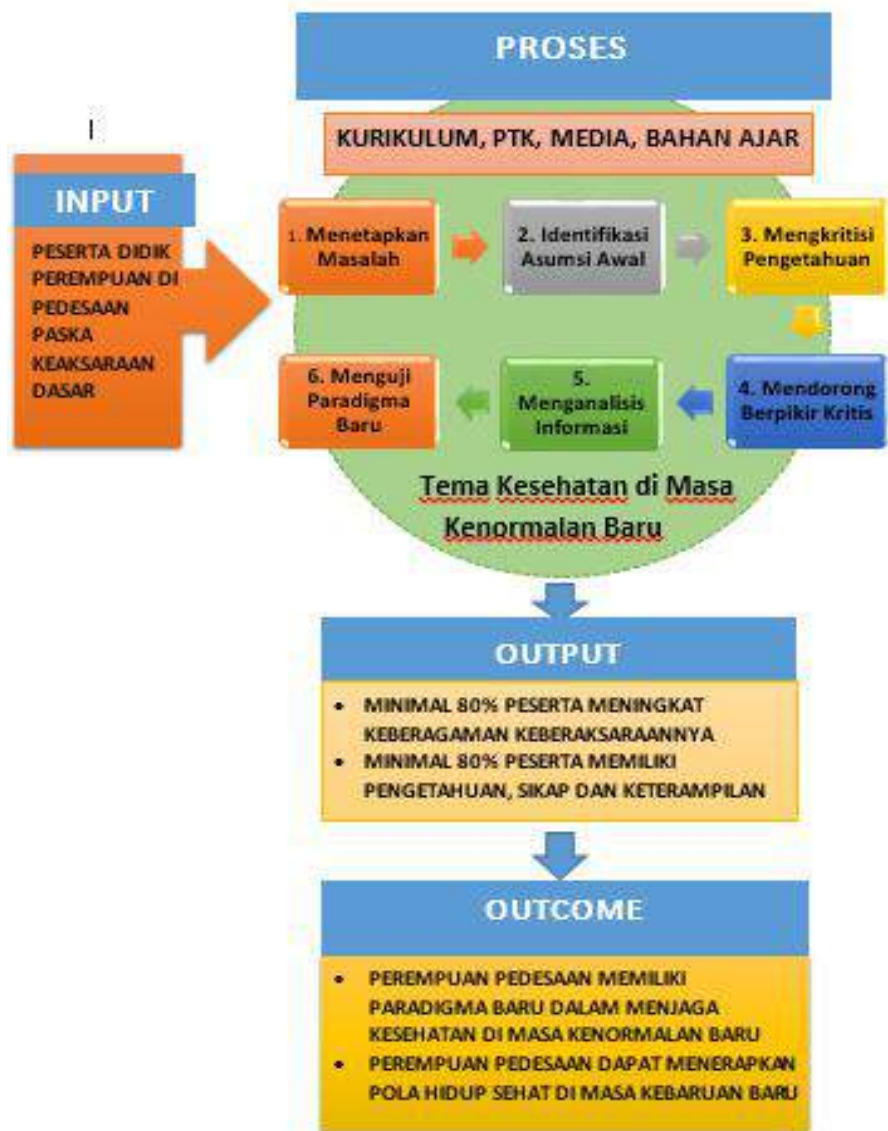 PROSES
KURIKULUM, PTK, MEDIA, BAHAN AJAR
INPUT
PESERTA DIDIK
PEREMPUAN DI
PEDESAAN
PASKA
KEAKSARAAN
DASAR
1. Menetapkan
Masalah
2. Identifikasi
Asumsi Awal
3. Mengkritisi
Pengetahuan
4. Mendorong
Berpikir Kritis
5.
Menganalisis
Informasi
6. Menguji
Paradigma
Baru
Tema Kesehatan di Masa
Kenormalan Baru
OUTPUT
• MINIMAL 80% PESERTA MENINGKAT
KEBERAGAMAN KEBERAKSARAANNYA
• MINIMAL 80% PESERTA MEMILIKI
PENGETAHUAN, SIKAP DAN KETERAMPILAN
OUTCOME
• PEREMPUAN PEDESAAN MEMILIKI
PARADIGMA BARU DALAM MENJAGA
KESEHATAN DI MASA KENORMALAN BARU
• PEREMPUAN PEDESAAN DAPAT MENERAPKAN
POLA HIDUP SEHAT DI MASA KEBARUAN BARU